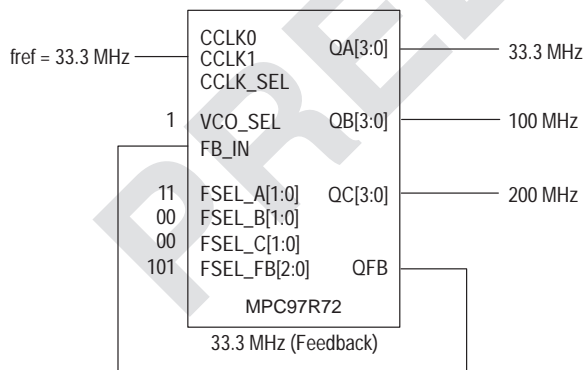 PRE
CCLK0
CCLK1
CCLK_SEL
fref = 33.3 MHz
QA[3:0]
33.3 MHz
1
VCO_SEL
QB[3:0]
100 MHz
FB_IN
11
FSEL_A[1:0]
QC[3:0]
200 MHz
00
FSEL_B[1:0]
00
FSEL_C[1:0]
101
FSEL_FB[2:0]
QFB
MPC97R72
33.3 MHz (Feedback)